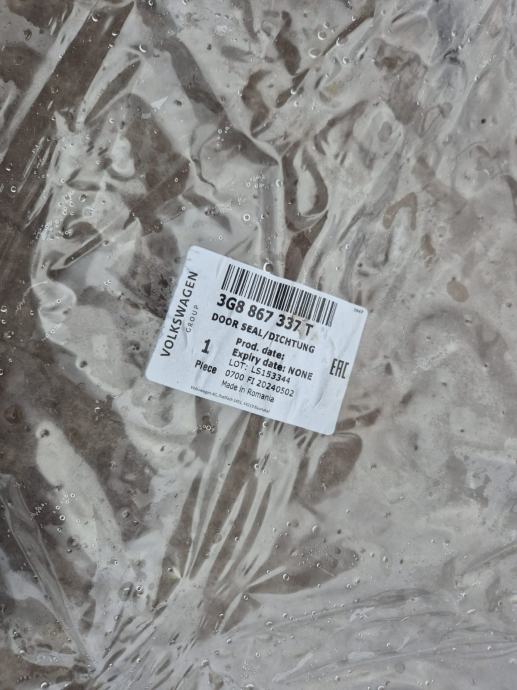 VOLKSWAGEN
GROUP
3G8 867 337 T
DOOR SEAL/DICHTUNG
1
Piece
Prod. date:
Expiry date: NONE
LOT: LS153344
0700 FI 20240502
Made in Romania
EAC